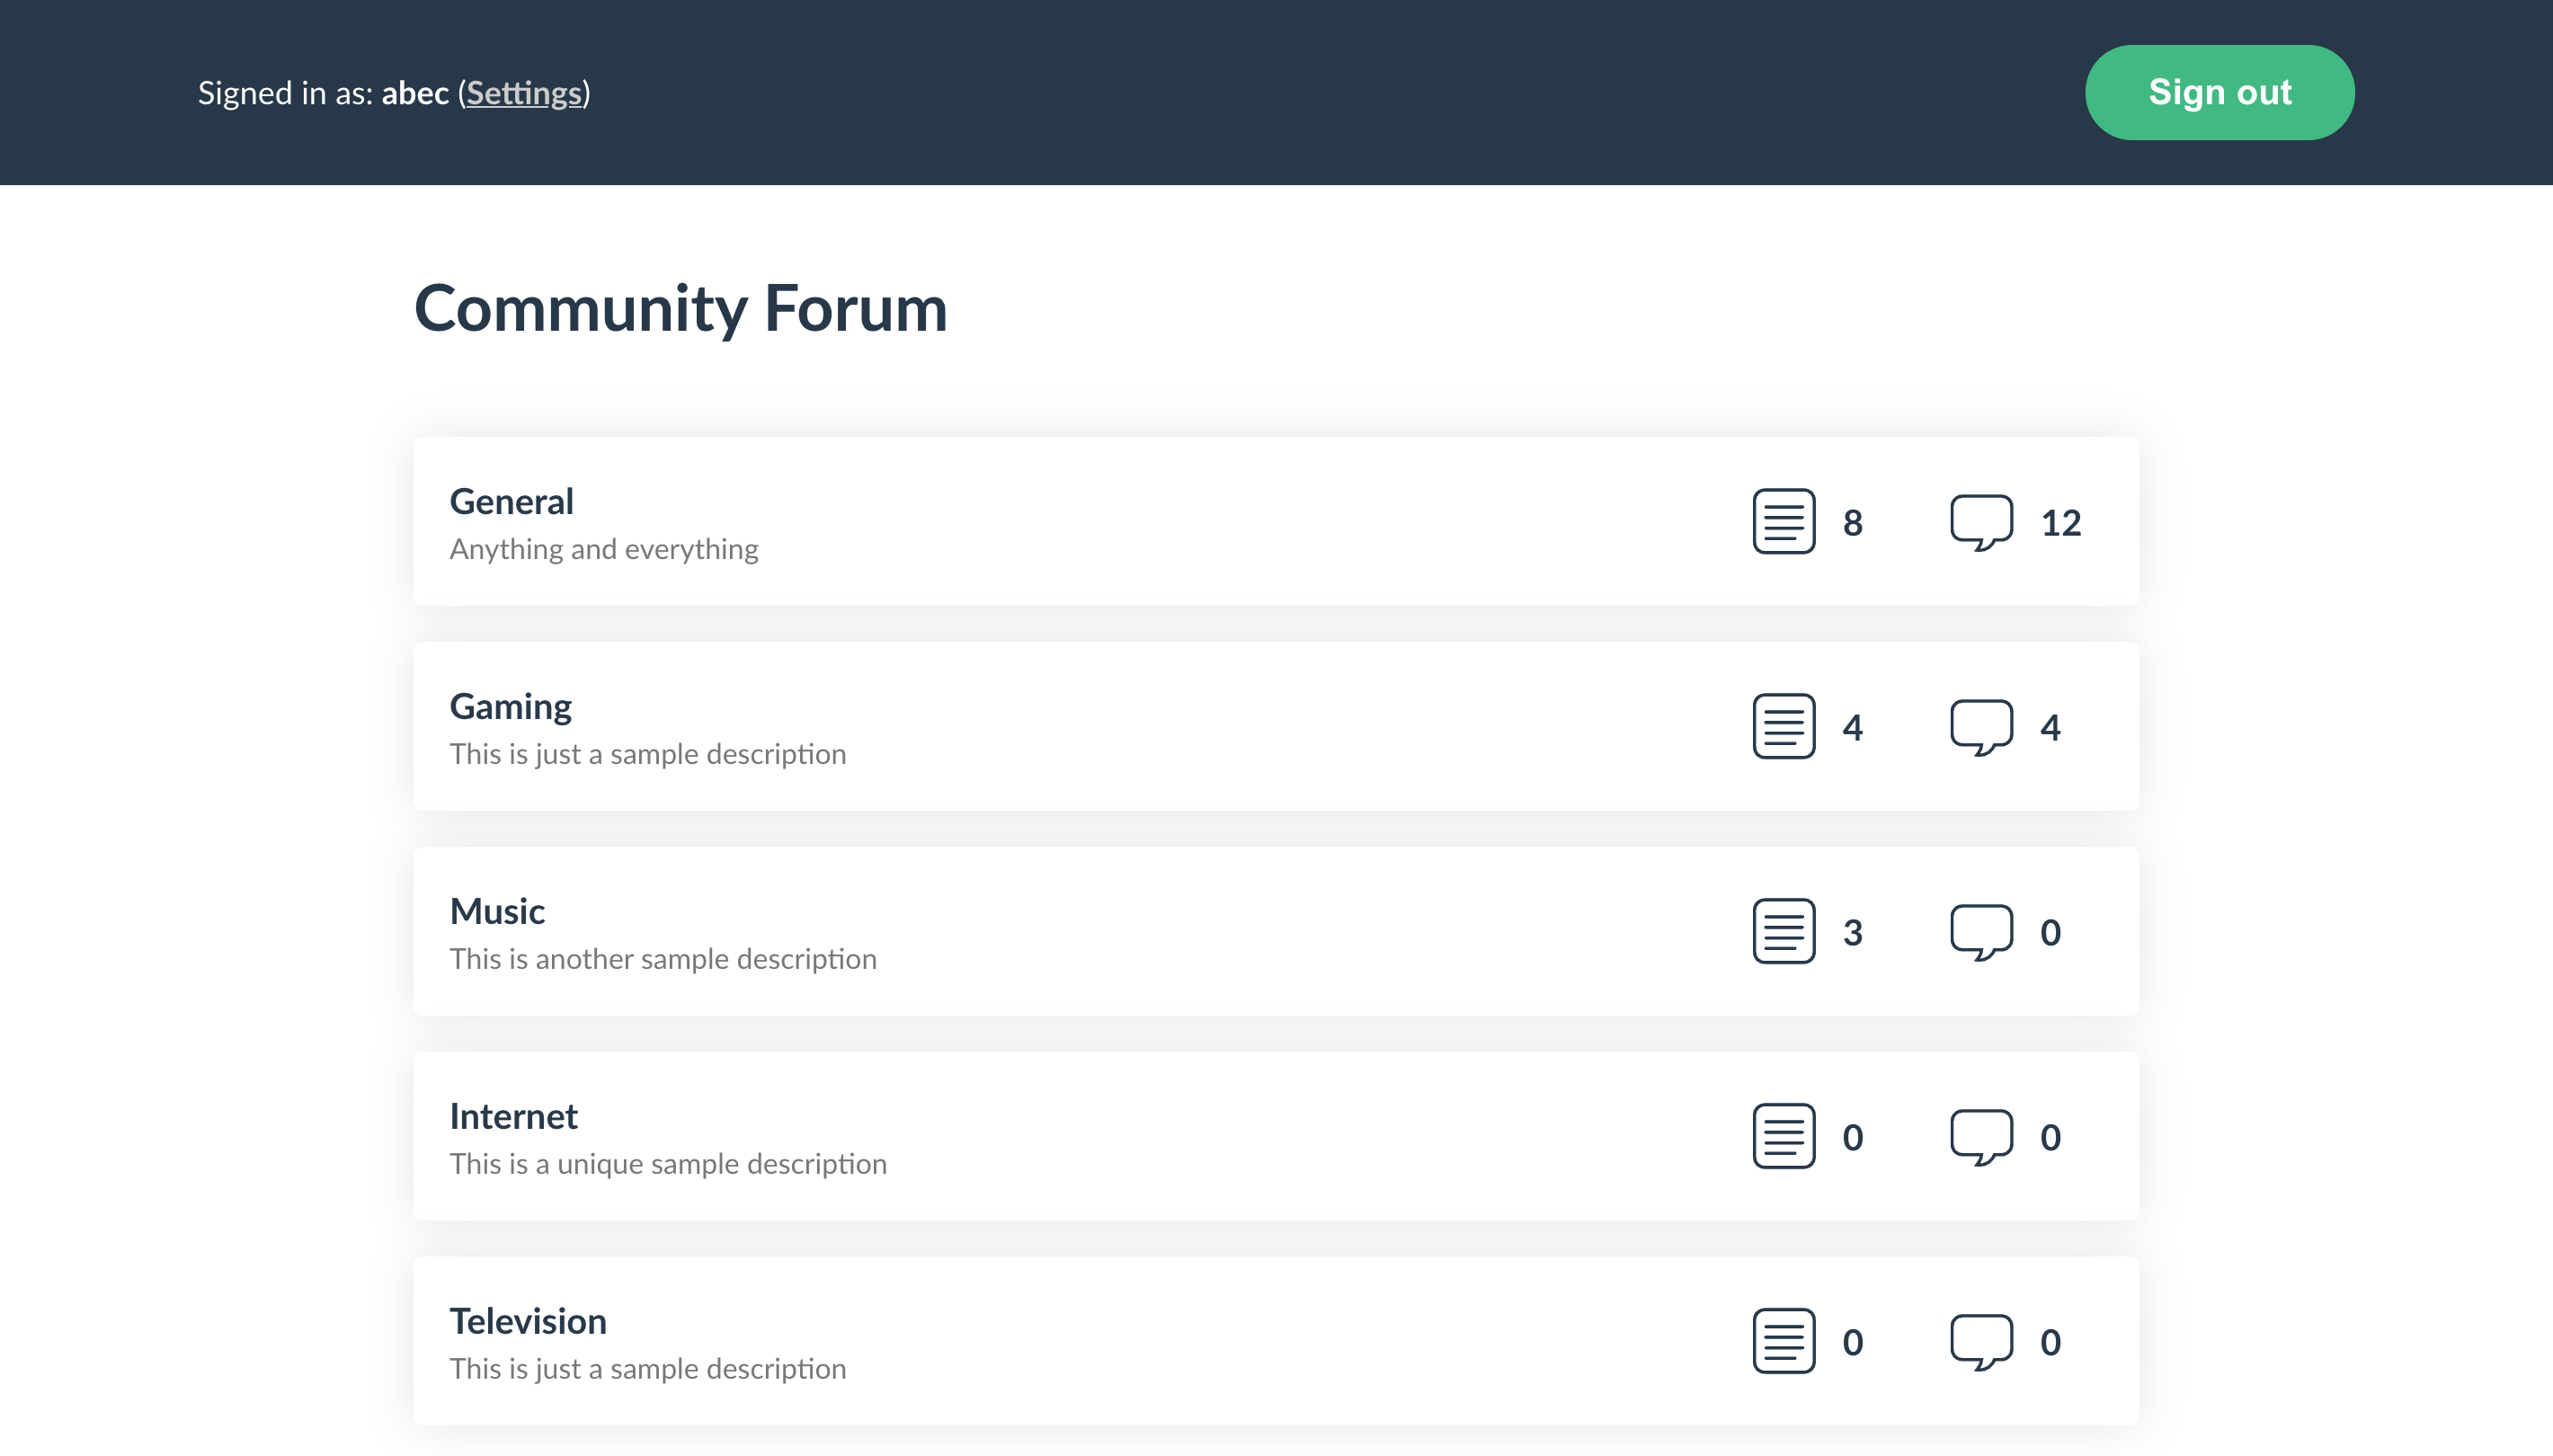 Signed in as: abec (Settings)
Sign out
Community Forum
General
Anything and everything
8
12
Gaming
This is just a sample description
4
4
Music
This is another sample description
3
0
Internet
This is a unique sample description
0
0
Television
This is just a sample description
0
0